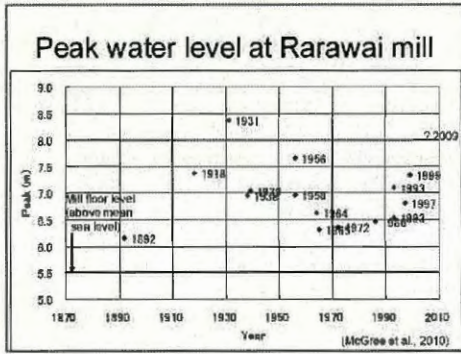 Peak water level at Rarawai mill
9.0
8.5
1931
8.0
? 2009
7.5
1956
1918
1999
7.0
1993
1938
1956
Mill floor level
(above mean
sea level)
1997
6.5
1964
1993
1972
1892
6.0
5.5
5.0
Peak (m)
1870 1890 1910 1930 1950 1970 1990 2010
Year
(McGree et al., 2010)